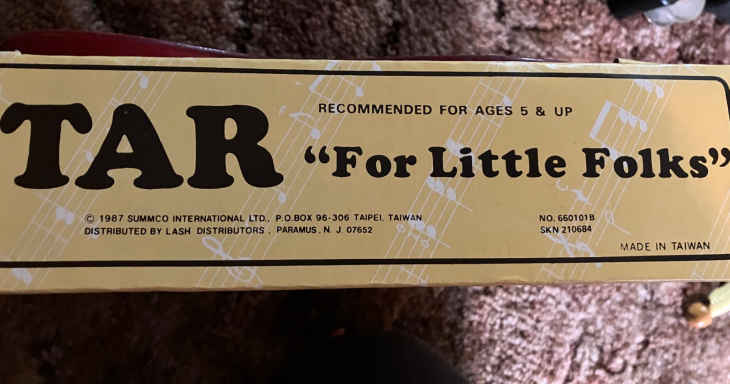 RECOMMENDED FOR AGES 5 & UP
TAR “For Little Folks”
© 1987 SUMMCO INTERNATIONAL LTD., P.O.BOX 96-306 TAIPEI, TAIWAN
DISTRIBUTED BY LASH DISTRIBUTORS, PARAMUS, N. J. 07652
NO. 660101B
SKN 210684
MADE IN TAIWAN